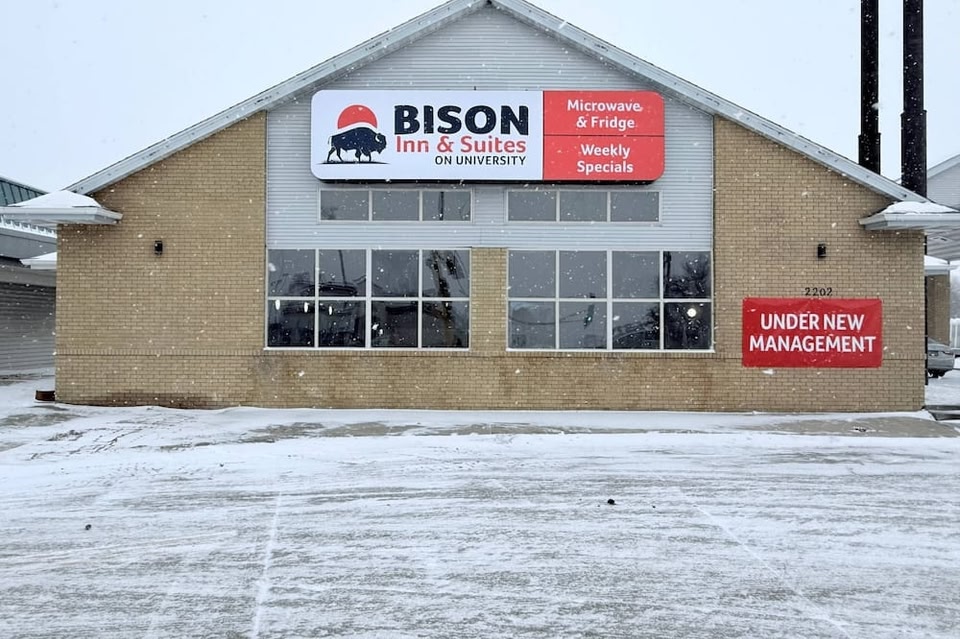 BISON
Inn & Suites
ON UNIVERSITY
Microwave
& Fridge
Weekly
Specials
2202
UNDER NEW
MANAGEMENT